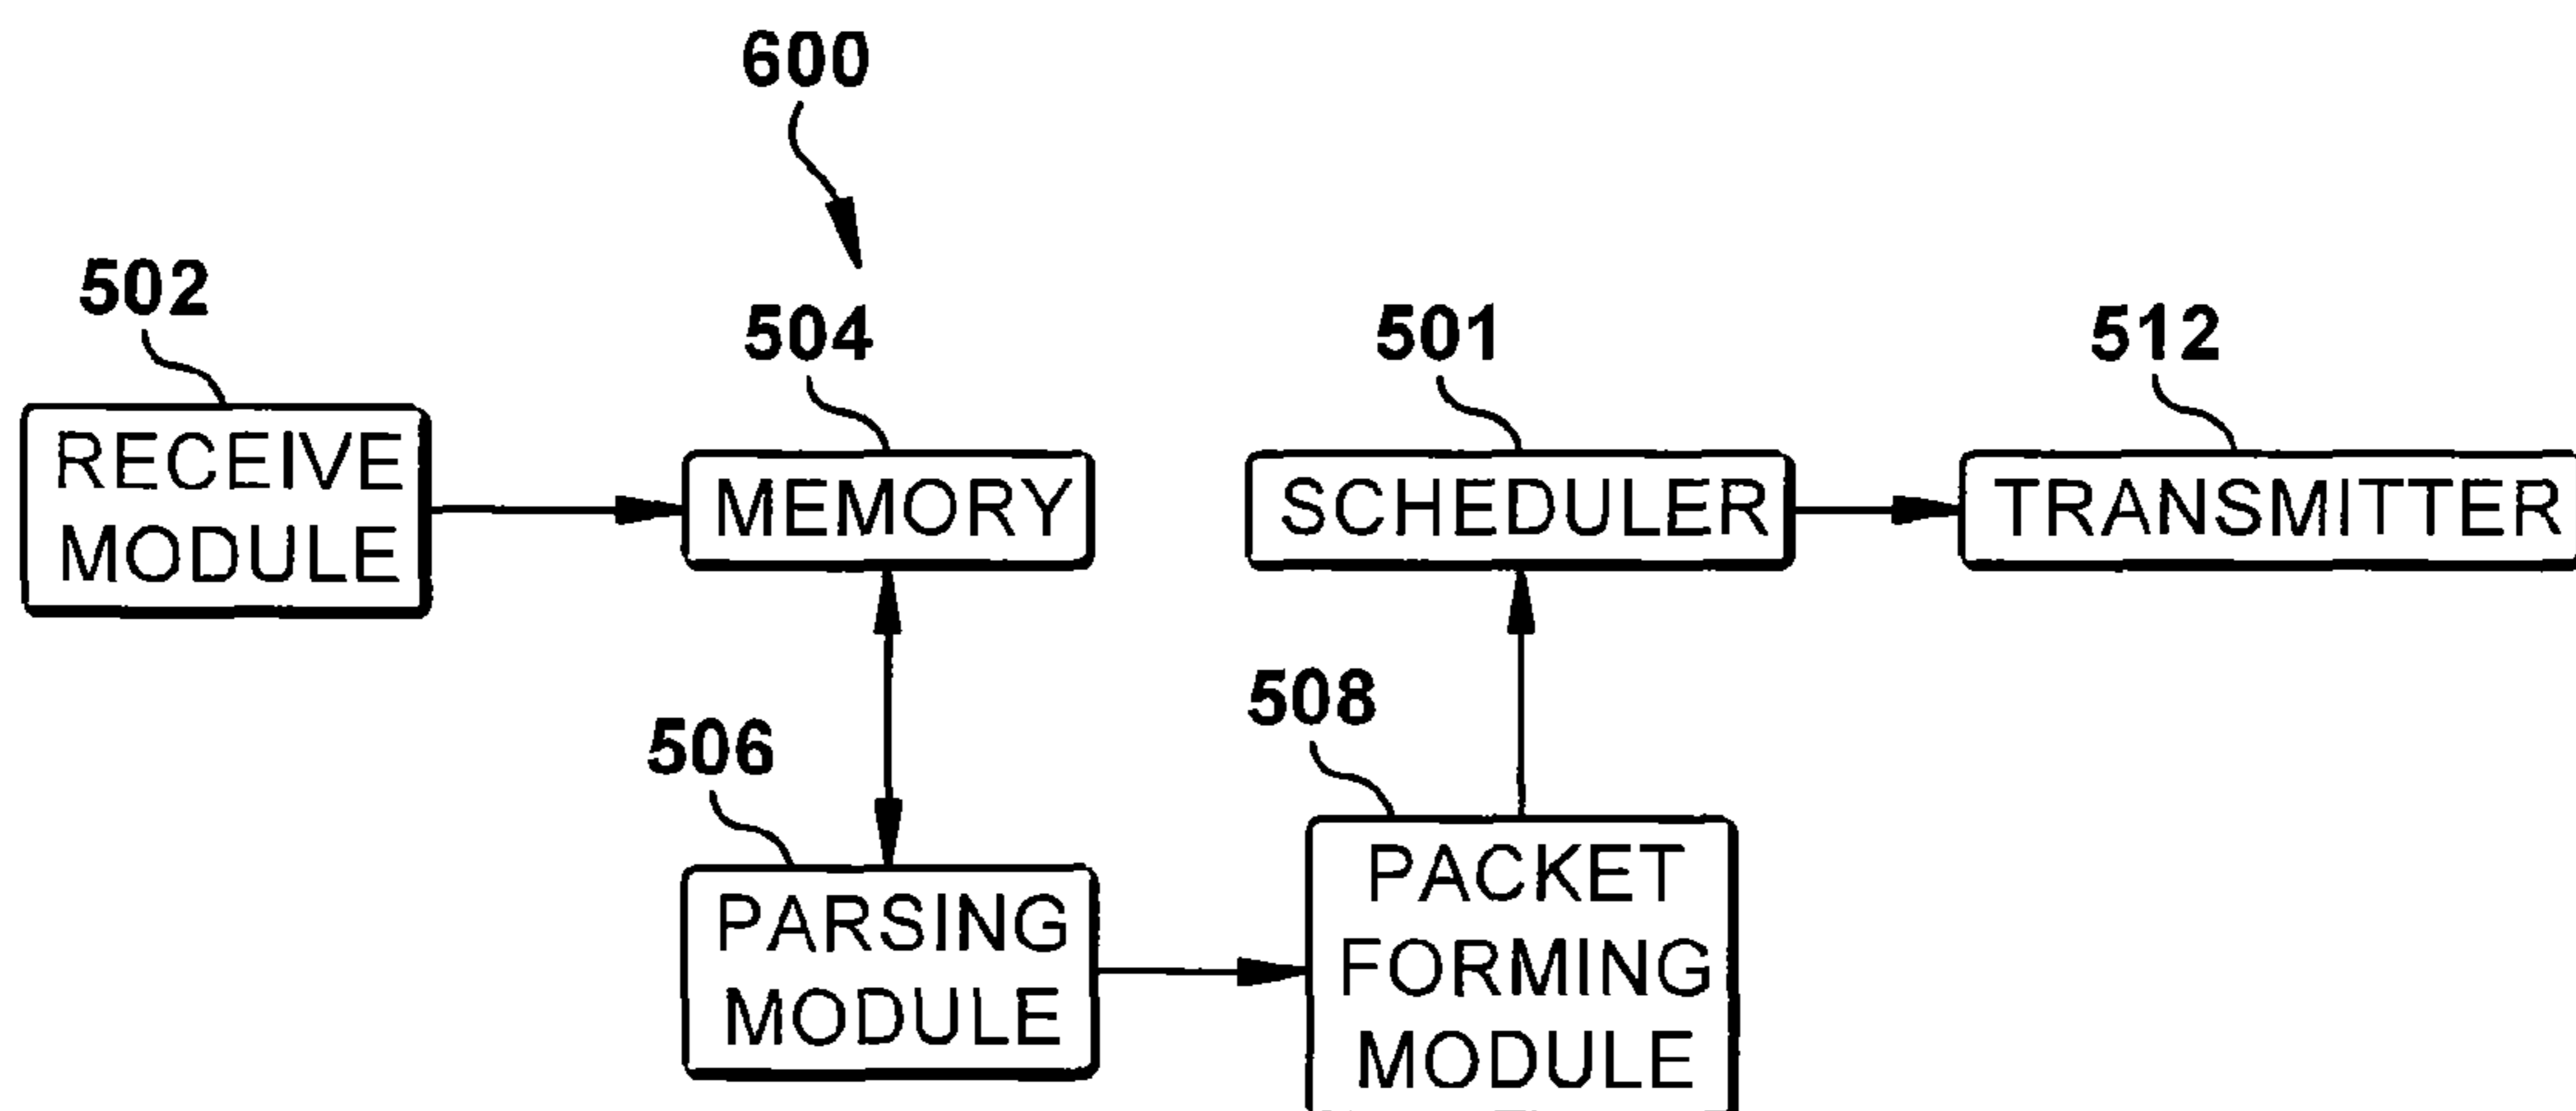 600
502
RECEIVE
MODULE
504
MEMORY
501
SCHEDULER
512
TRANSMITTER
506
PARSING
MODULE
508
PACKET
FORMING
MODULE